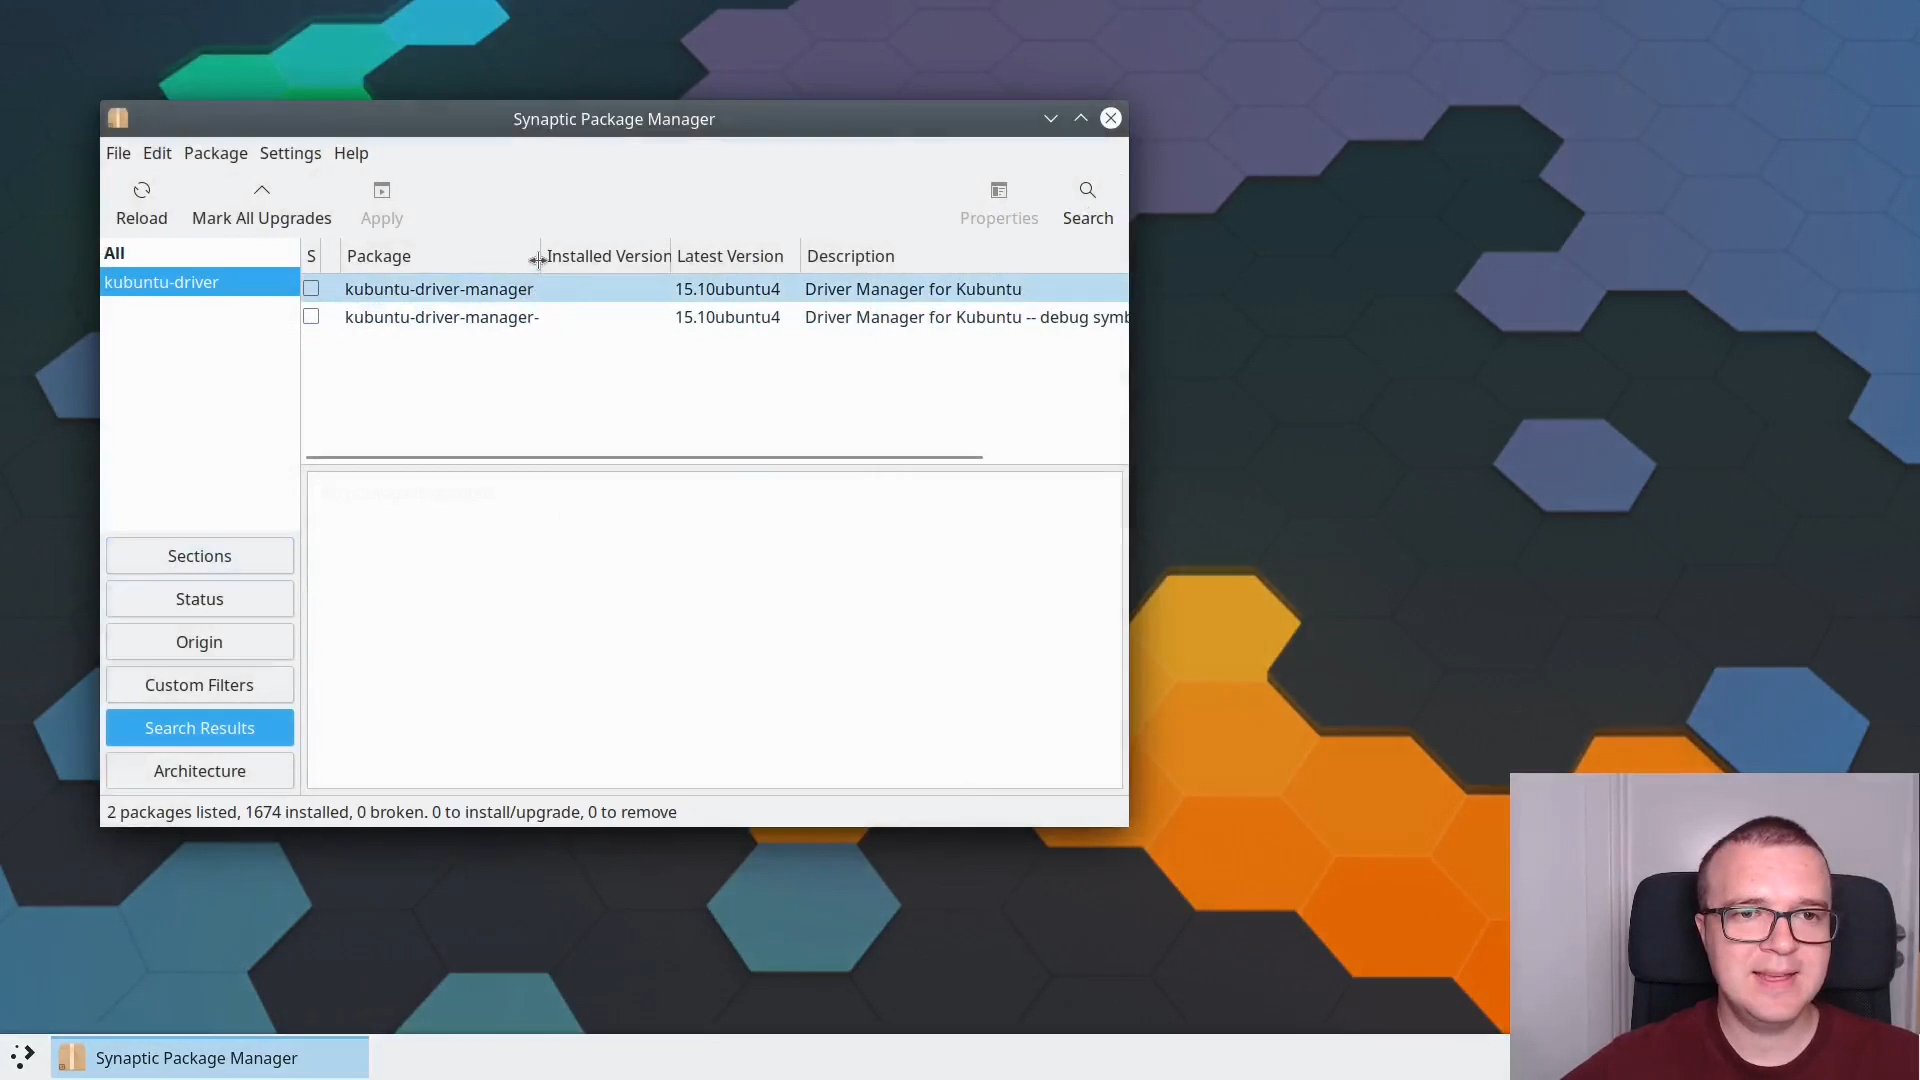 Synaptic Package Manager
File Edit Package Settings Help
Reload Mark All Upgrades Apply Properties Search
All
kubuntu-driver
S Package Installed Version Latest Version Description
kubuntu-driver-manager 15.10ubuntu4 Driver Manager for Kubuntu
kubuntu-driver-manager- 15.10ubuntu4 Driver Manager for Kubuntu -- debug symb
Sections
Status
Origin
Custom Filters
Search Results
Architecture
2 packages listed, 1674 installed, 0 broken. 0 to install/upgrade, 0 to remove
Synaptic Package Manager